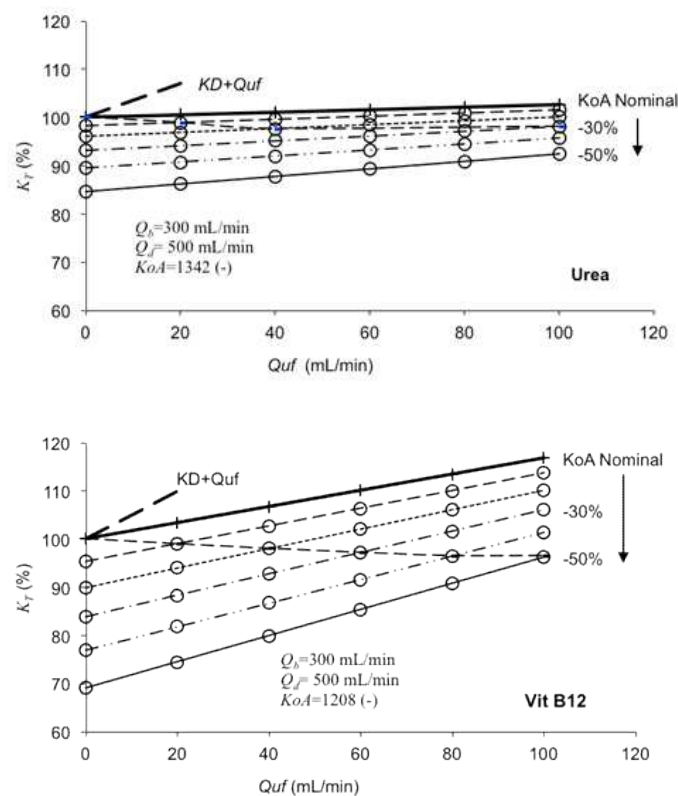 120
KD+Quf
110
KoA Nominal
100
-30%
90
-50%
K_T (%)
80
Q_b=300 mL/min
Q_d= 500 mL/min
KoA=1342 (-)
70
Urea
60
0 20 40 60 80 100 120
Quf (mL/min)
120
KoA Nominal
KD+Quf
110
-30%
100
-50%
90
K_T (%)
80
Q_b=300 mL/min
Q_d= 500 mL/min
KoA=1208 (-)
70
Vit B12
60
0 20 40 60 80 100 120
Quf (mL/min)